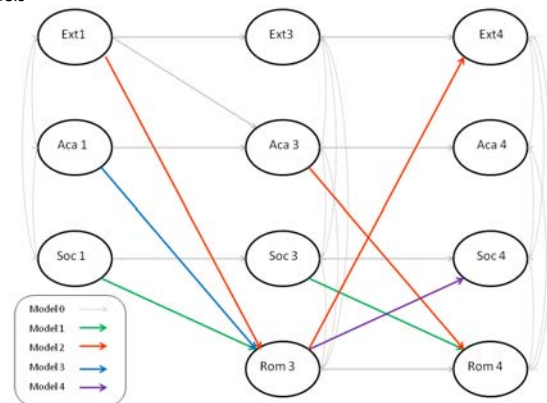 Ext1 Ext3 Ext4
Aca 1 Aca 3 Aca 4
Soc 1 Soc 3 Soc 4
Rom 3 Rom 4
Model 0
Model 1
Model 2
Model 3
Model 4